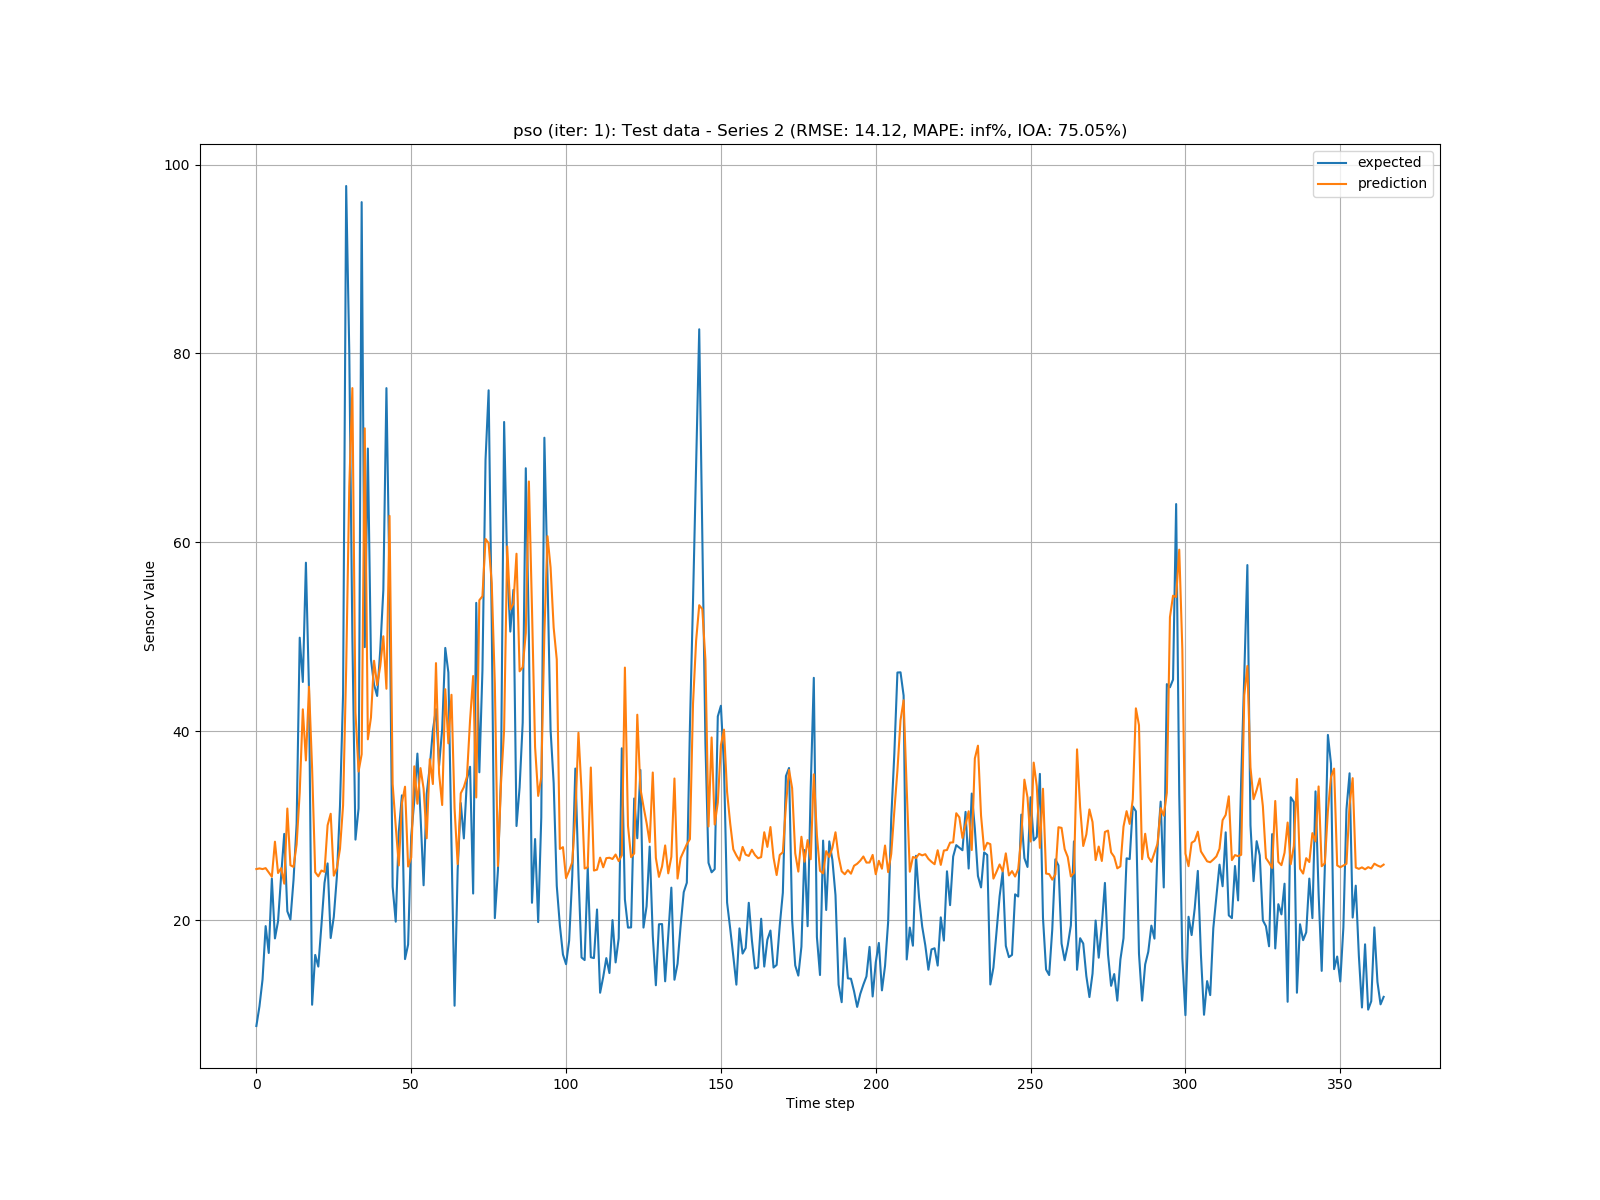 pso (iter: 1): Test data - Series 2 (RMSE: 14.12, MAPE: inf%, IOA: 75.05%)
expected
prediction
100
80
60
40
20
Sensor Value
0 50 100 150 200 250 300 350
Time step